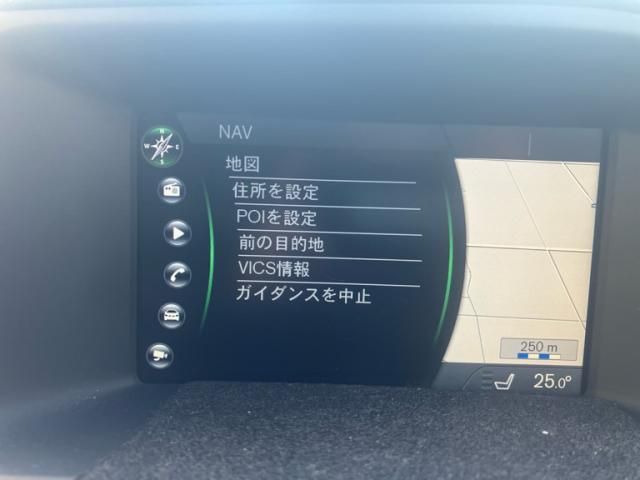 NAV
地図
住所を設定
POIを設定
前の目的地
VICS情報
ガイダンスを中止
N
W E
S
250 m
25.0°